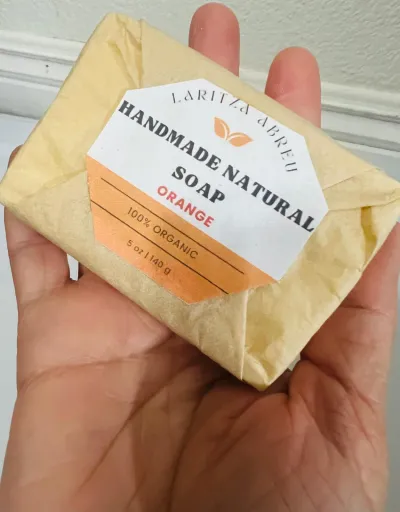 LARITZA ABREU
HANDMADE NATURAL
SOAP
ORANGE
100% ORGANIC
5 oz | 140 g